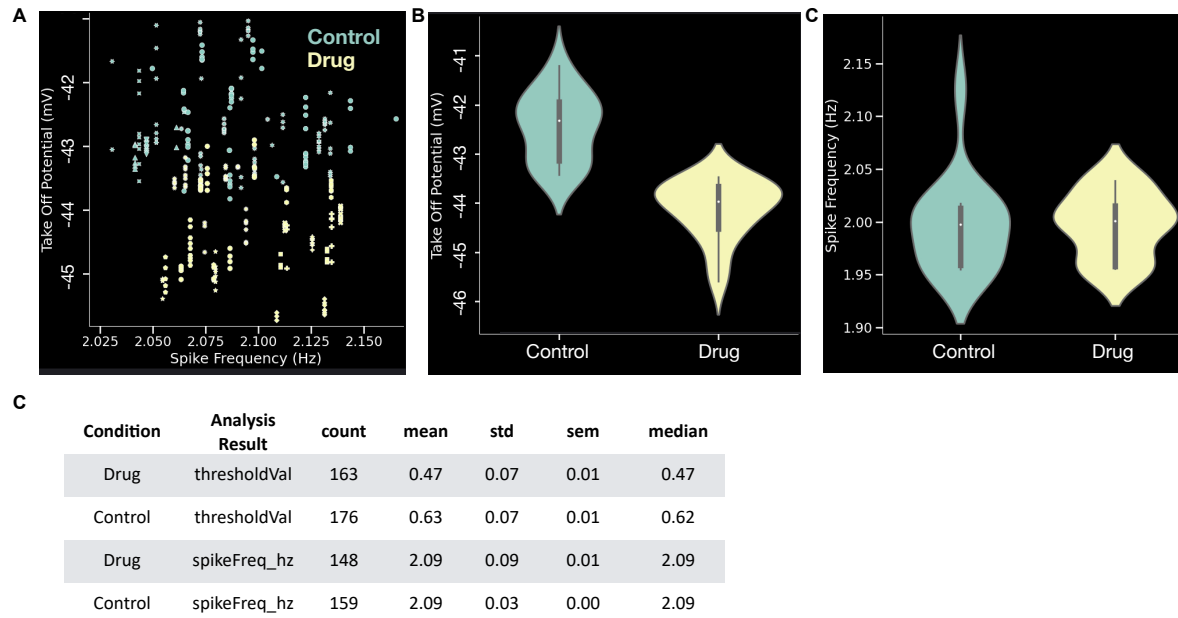 A
Control
Drug
Take Off Potential (mV)
-42
-43
-44
-45
2.025 2.050 2.075 2.100 2.125 2.150
Spike Frequency (Hz)
B
Take Off Potential (mV)
-41
-42
-43
-44
-45
-46
Control Drug
C
Spike Frequency (Hz)
2.15
2.10
2.05
2.00
1.95
1.90
Control Drug
C
Condition Analysis Result count mean std sem median
Drug thresholdVal 163 0.47 0.07 0.01 0.47
Control thresholdVal 176 0.63 0.07 0.01 0.62
Drug spikeFreq_hz 148 2.09 0.09 0.01 2.09
Control spikeFreq_hz 159 2.09 0.03 0.00 2.09